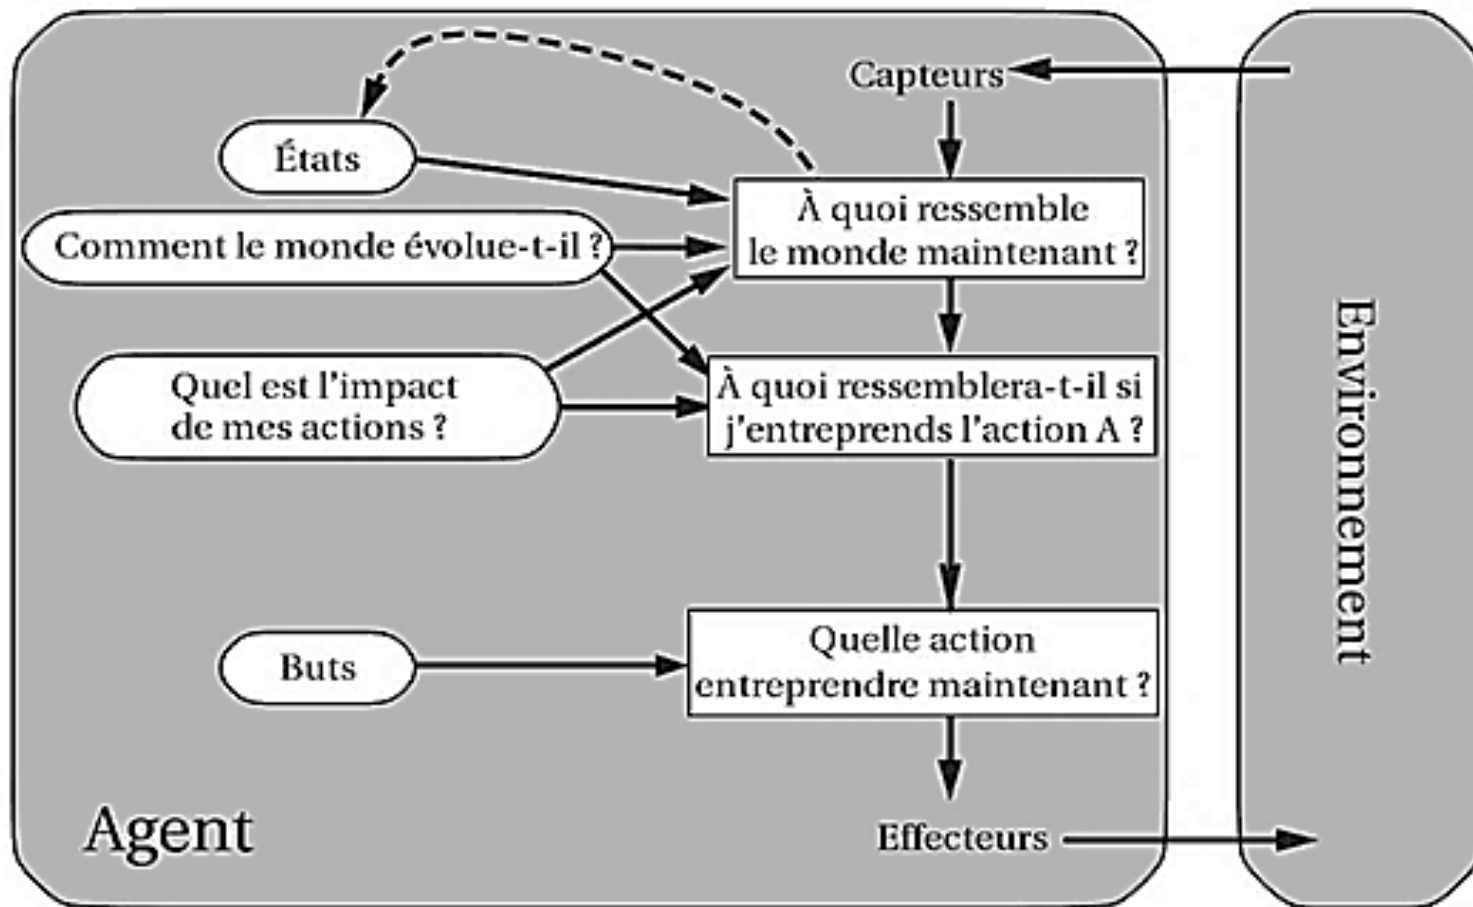 Capteurs
États
À quoi ressemble
le monde maintenant ?
Comment le monde évolue-t-il ?
Quel est l'impact
de mes actions ?
À quoi ressemblera-t-il si
j'entreprends l'action A ?
Environnement
Buts
Quelle action
entreprendre maintenant ?
Agent
Effecteurs